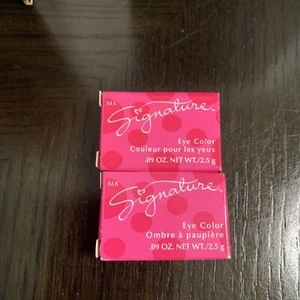 MK
Signature
Eye Color
Couleur pour les yeux
.09 OZ. NET WT./2.5 g
MK
Signature
Eye Color
Ombre à paupière
.09 OZ. NET WT./2.5 g